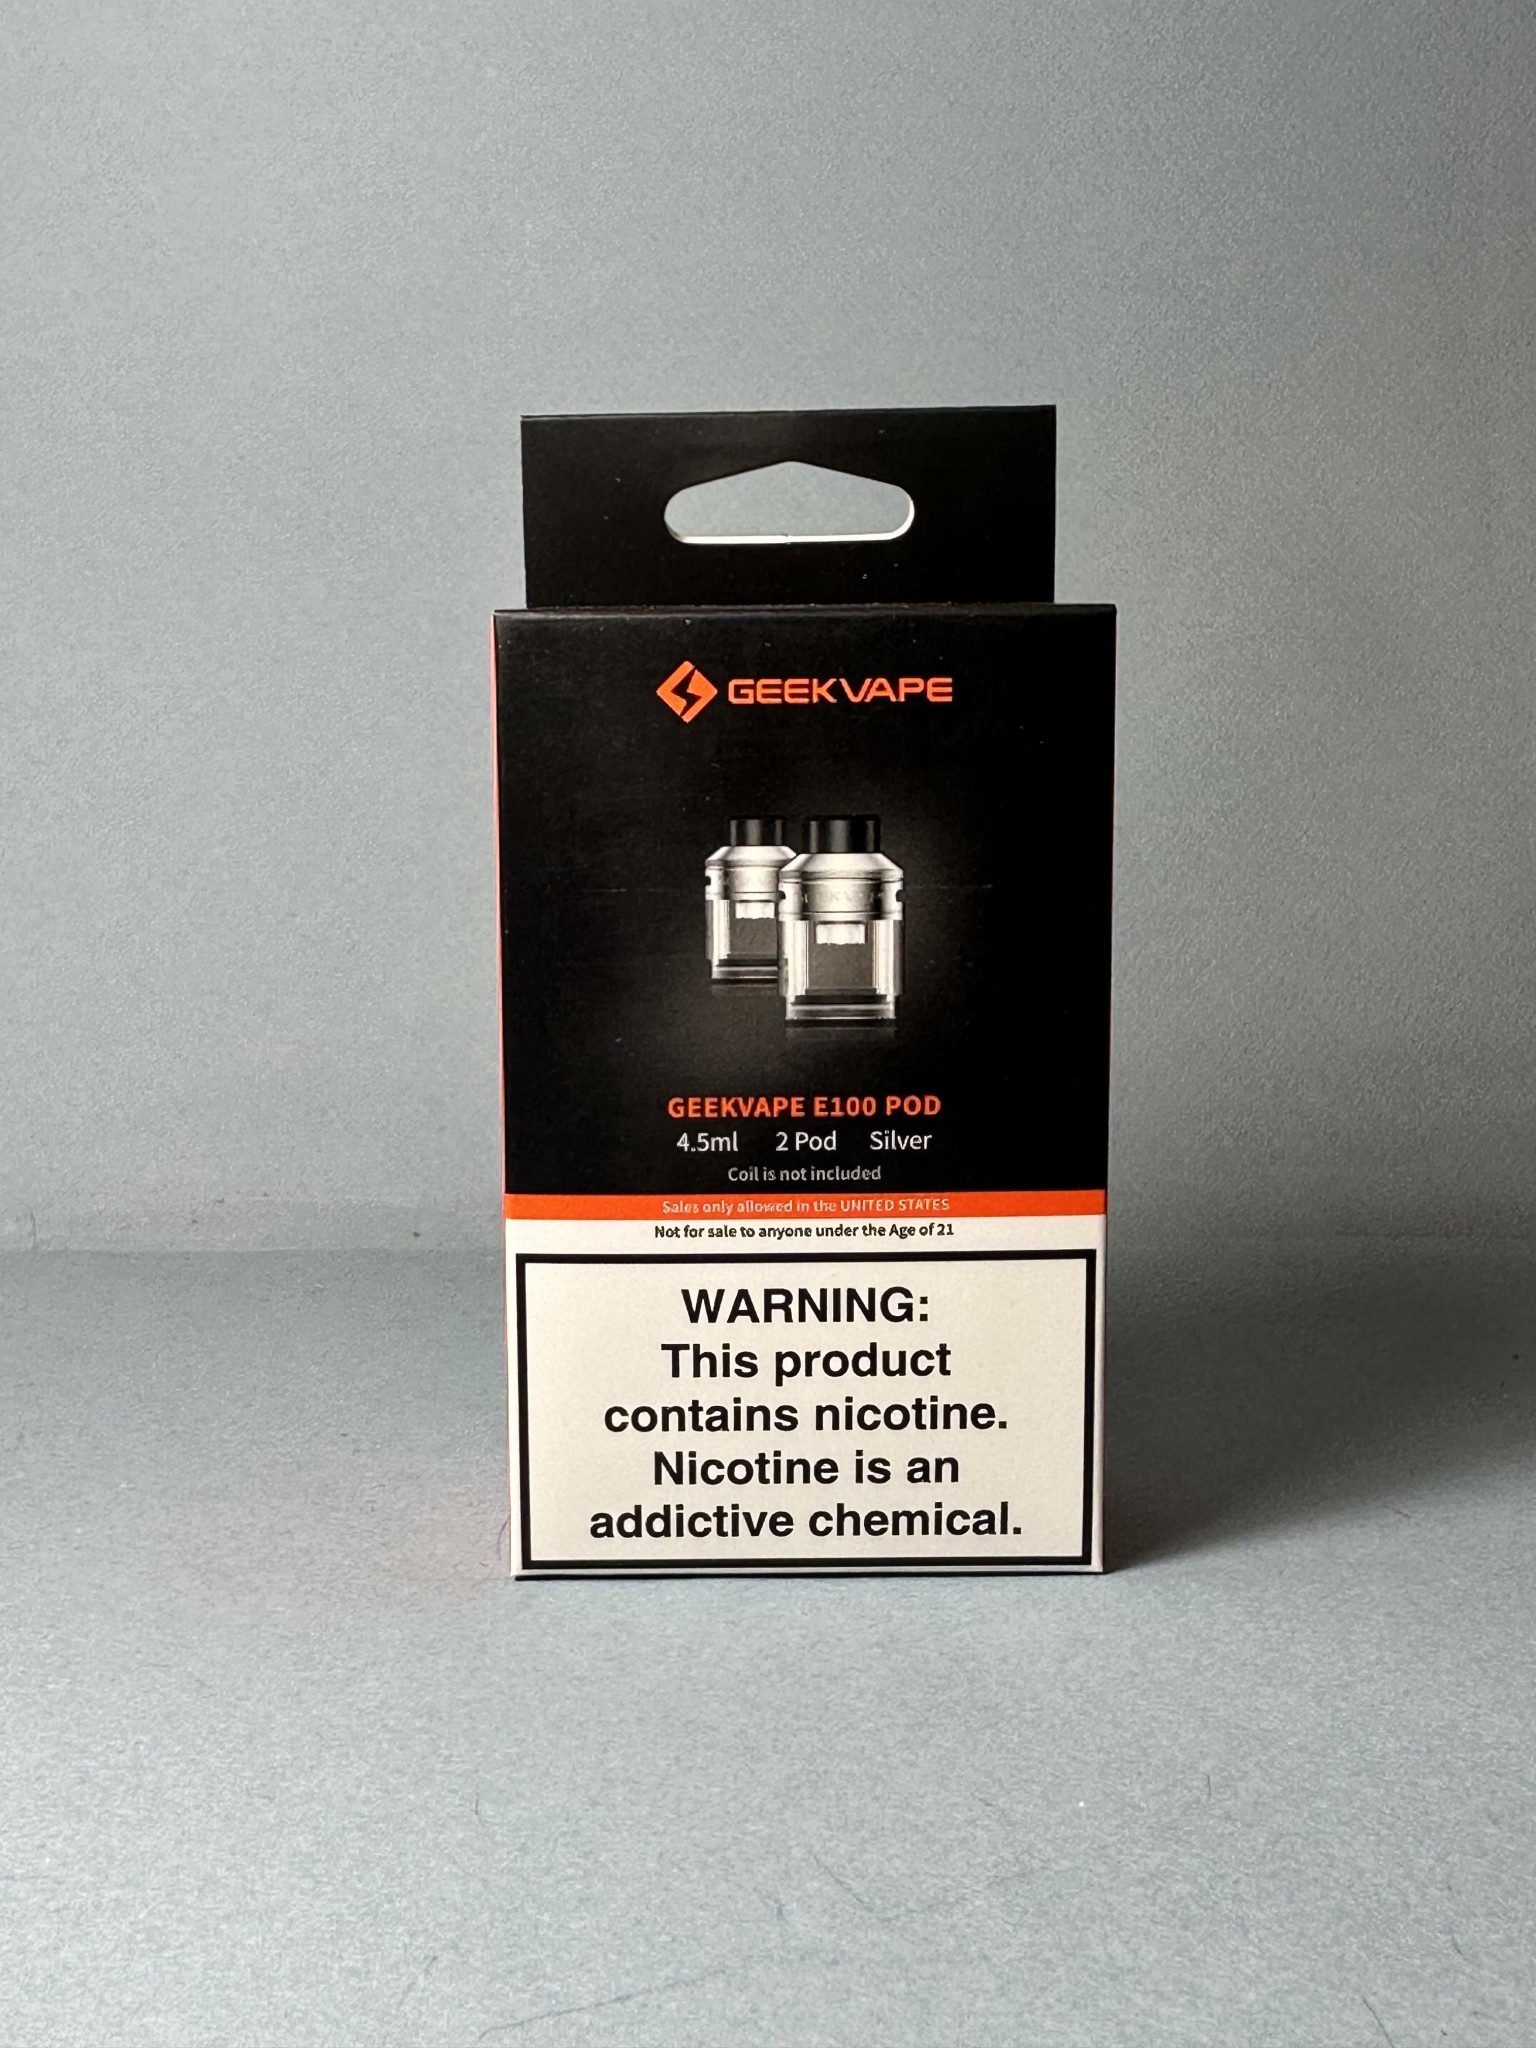 GEEKVAPE
GEEKVAPE E100 POD
4.5ml 2 Pod Silver
Coil is not included
Sales only allowed in the UNITED STATES
Not for sale to anyone under the Age of 21
WARNING:
This product
contains nicotine.
Nicotine is an
addictive chemical.